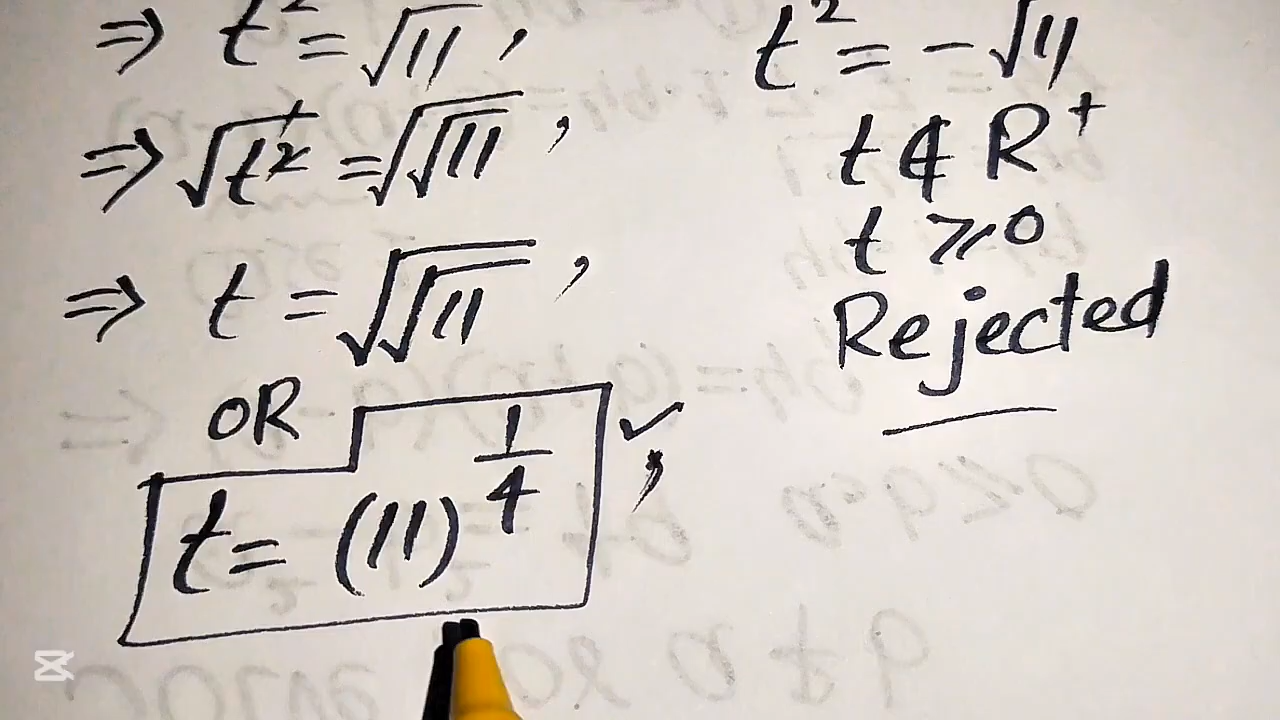 ⇒ t² = √11 , t² = -√11
⇒ √t² = √√11 , t ∉ R⁺
t ≥ 0
⇒ t = √√11 , Rejected
OR
t = (11)^(1/4) ✓ ,